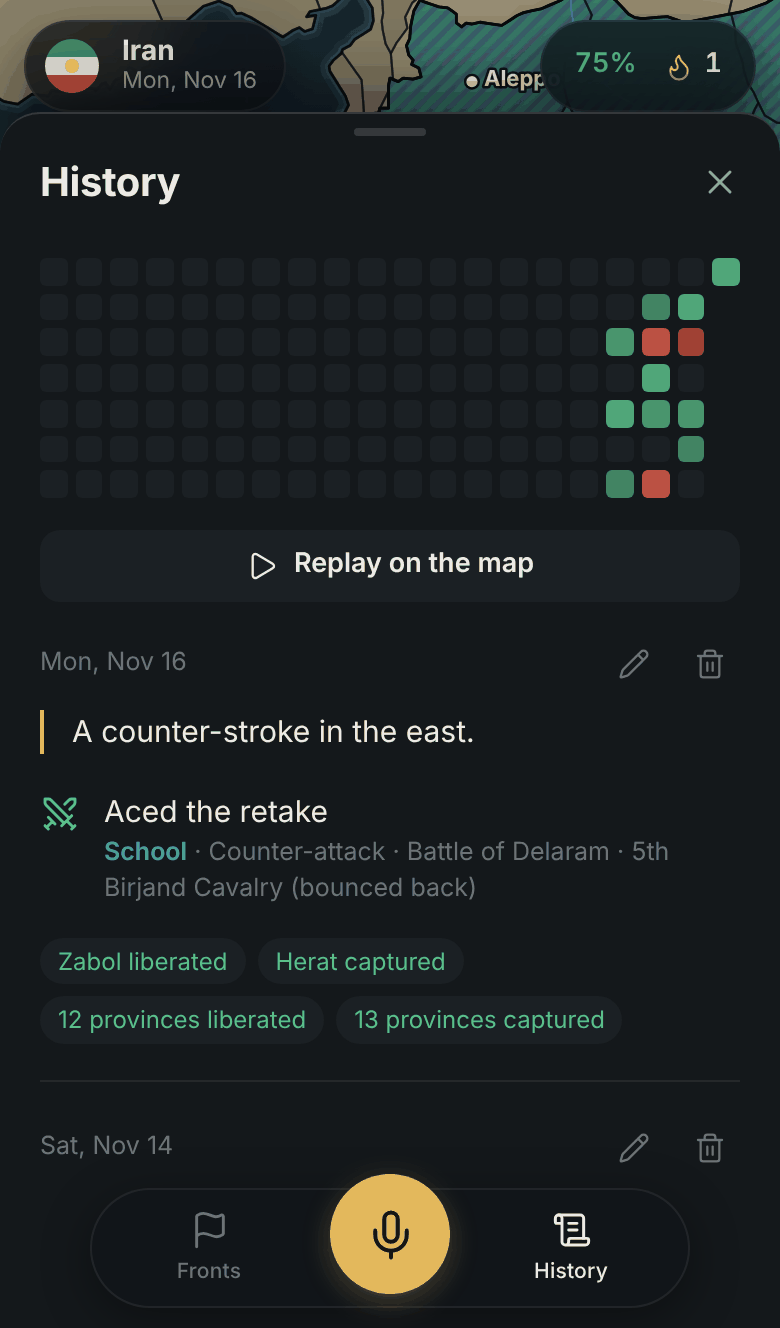 Iran
Mon, Nov 16
Aleppo
75%
1
History
Replay on the map
Mon, Nov 16
A counter-stroke in the east.
Aced the retake
School · Counter-attack · Battle of Delaram · 5th
Birjand Cavalry (bounced back)
Zabol liberated
Herat captured
12 provinces liberated
13 provinces captured
Sat, Nov 14
Fronts
History